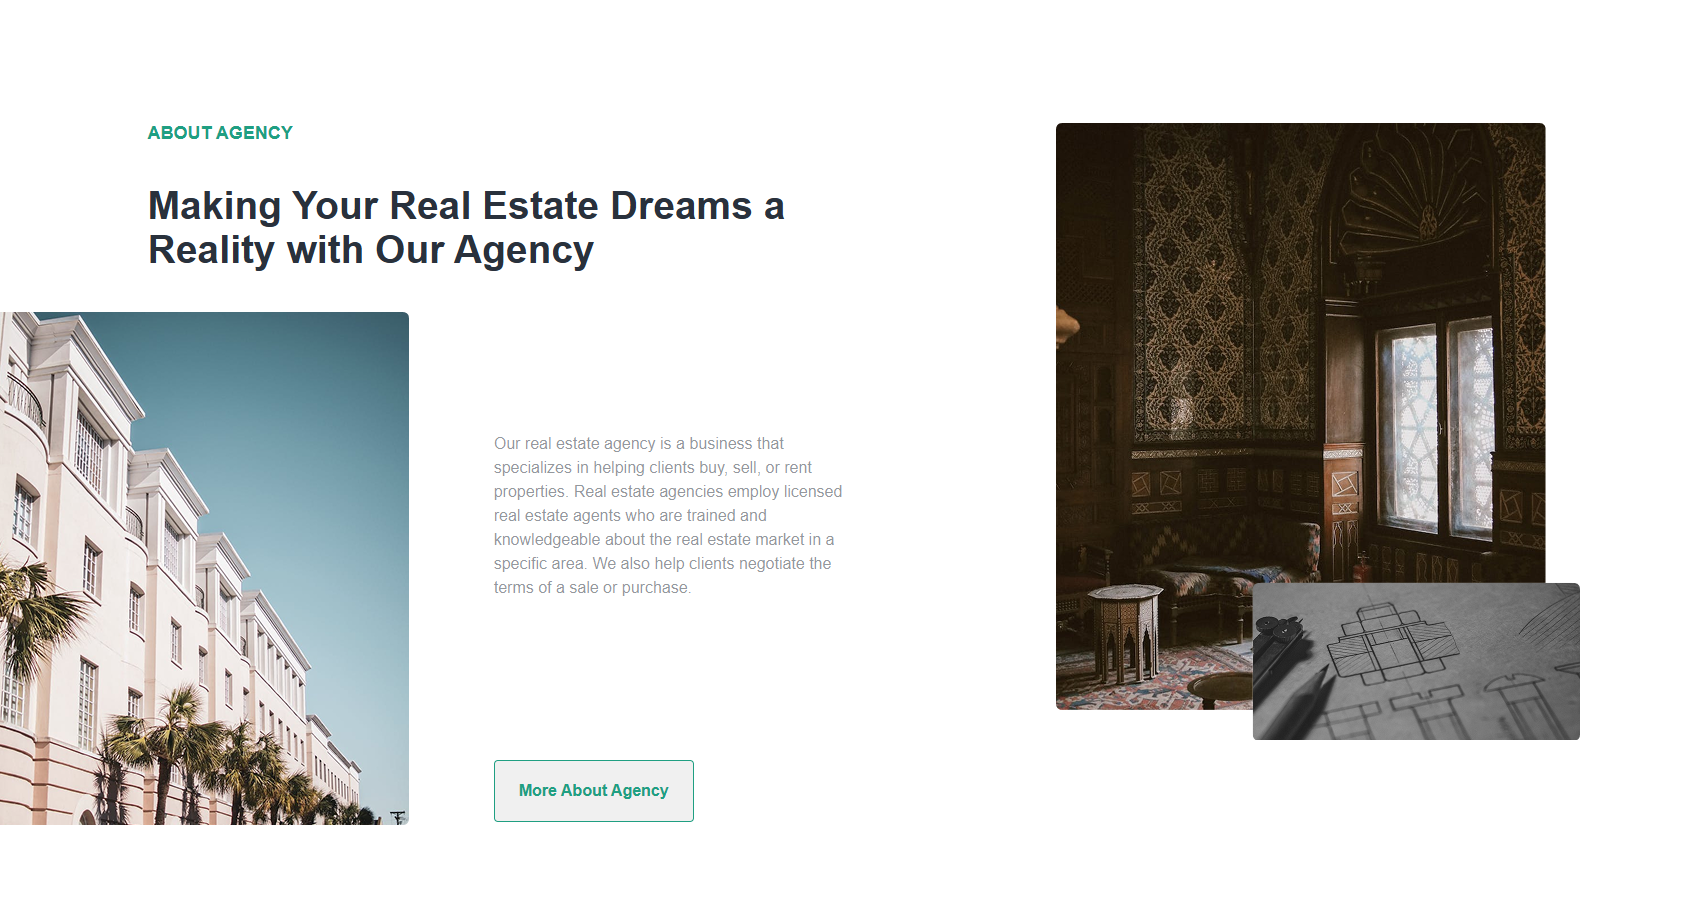 ABOUT AGENCY
Making Your Real Estate Dreams a
Reality with Our Agency
Our real estate agency is a business that
specializes in helping clients buy, sell, or rent
properties. Real estate agencies employ licensed
real estate agents who are trained and
knowledgeable about the real estate market in a
specific area. We also help clients negotiate the
terms of a sale or purchase.
More About Agency